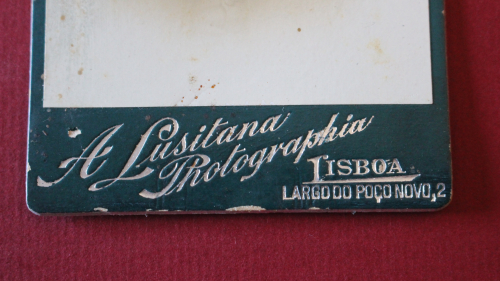 A Lusitana
Photographia
LISBOA
LARGO DO POÇO NOVO, 2